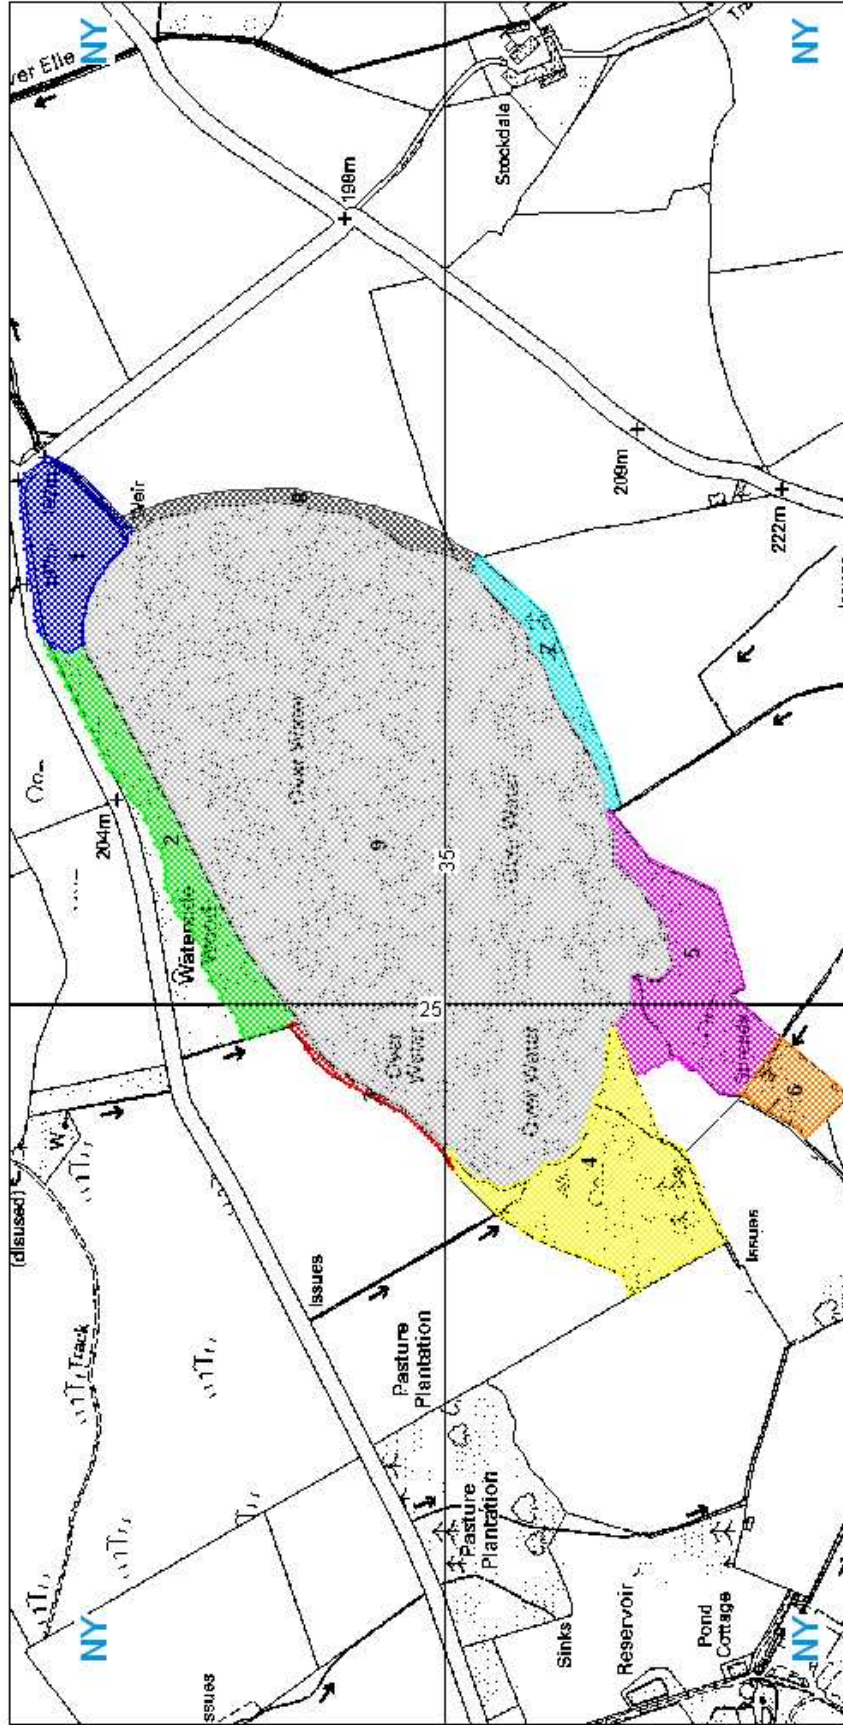 NY
NY
Stockdale
198m
209m
222m
Weir
1
8
7
2
204m
Over Water
9
35
Over Water
Waterside
Wood
5
25
Over
Water
Over Water
6
4
W
(disused)
Track
Issues
Issues
Pasture
Plantation
Pasture
Plantation
Sinks
Reservoir
Pond
Cottage
NY
NY